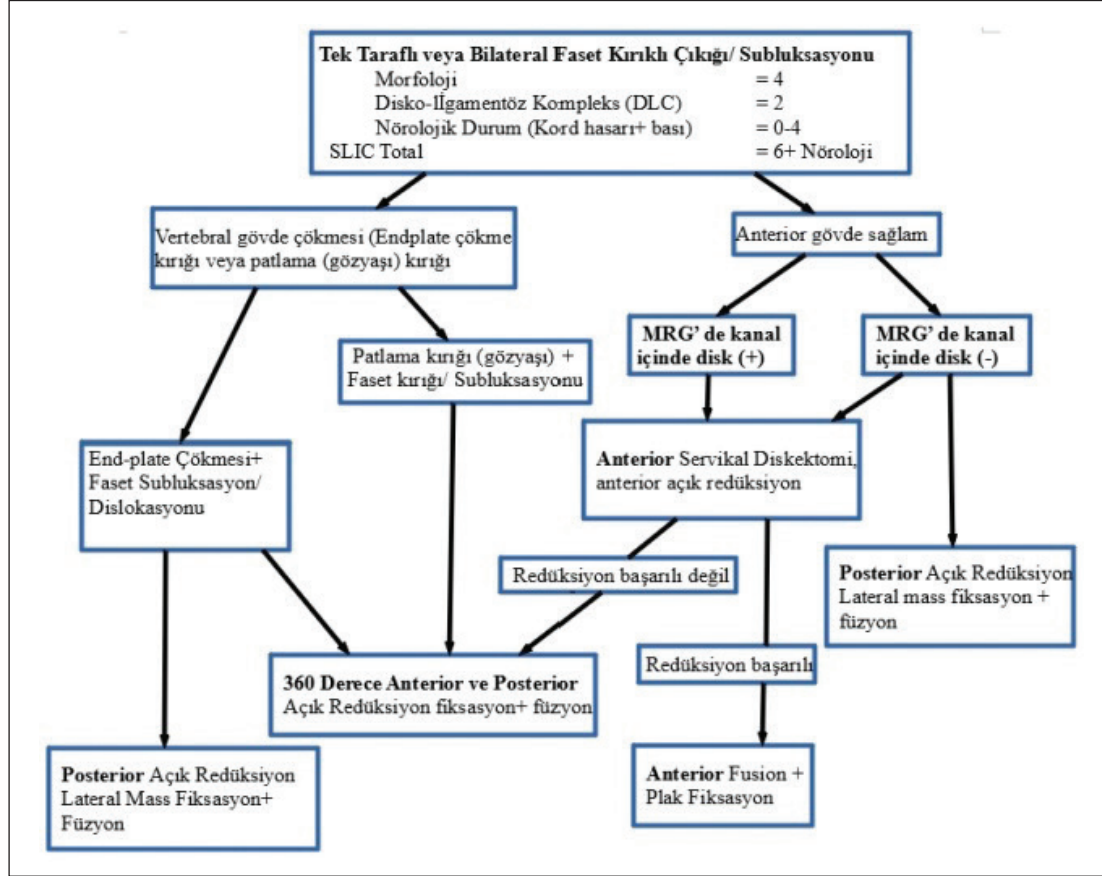 Tek Taraflı veya Bilateral Faset Kırıklı Çıkığı/ Subluksasyonu
Morfoloji = 4
Disko-lİgamentöz Kompleks (DLC) = 2
Nörolojik Durum (Kord hasarı+ bası) = 0-4
SLIC Total = 6+ Nöroloji
Vertebral gövde çökmesi (Endplate çökme
kırığı veya patlama (gözyaşı) kırığı
Anterior gövde sağlam
Patlama kırığı (gözyaşı) +
Faset kırığı/ Subluksasyonu
MRG’ de kanal
içinde disk (+)
MRG’ de kanal
içinde disk (-)
End-plate Çökmesi+
Faset Subluksasyon/
Dislokasyonu
Anterior Servikal Diskektomi,
anterior açık redüksiyon
Redüksiyon başarılı değil
Posterior Açık Redüksiyon
Lateral mass fiksasyon +
füzyon
Redüksiyon başarılı
360 Derece Anterior ve Posterior
Açık Redüksiyon fiksasyon+ füzyon
Posterior Açık Redüksiyon
Lateral Mass Fiksasyon+
Füzyon
Anterior Fusion +
Plak Fiksasyon